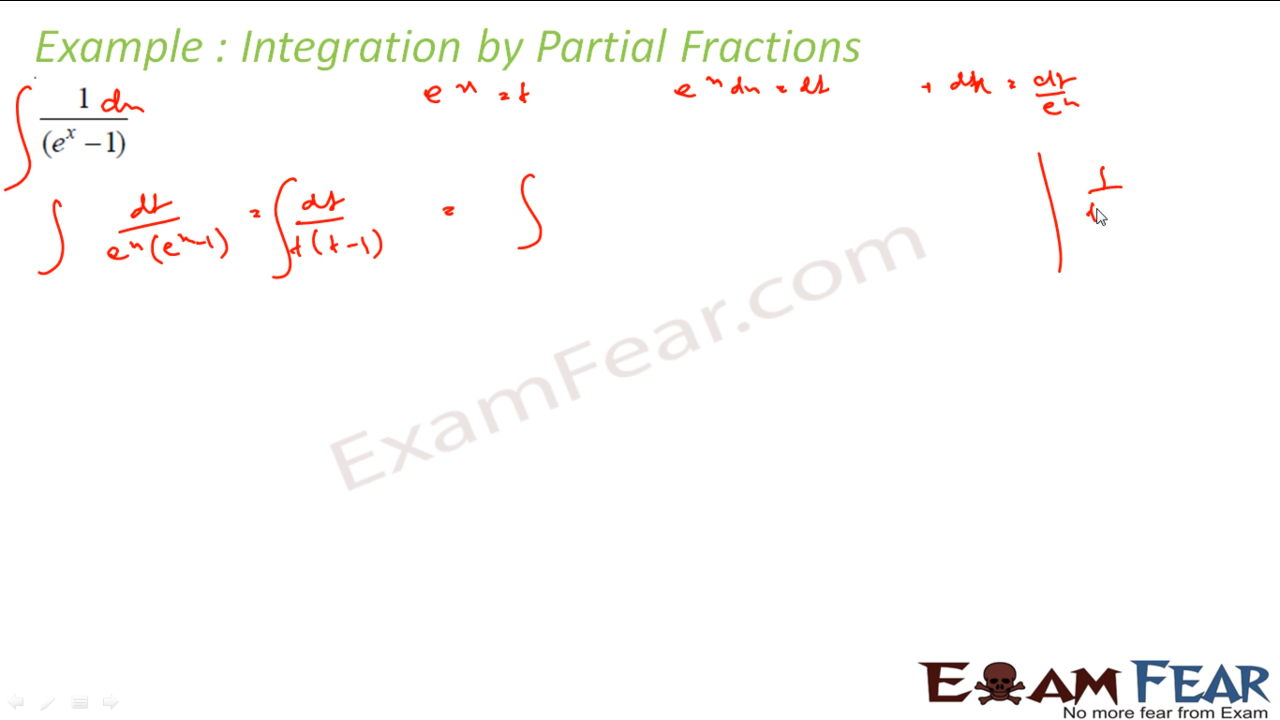 Example : Integration by Partial Fractions
∫ 1 dx / (e^x − 1)
e^x = t
e^x dx = dt
→ dx = dt / e^x
∫ dt / e^x (e^x − 1) = ∫ dt / t (t − 1) = ∫
1
ExamFear.com
EXAM FEAR
No more fear from Exam